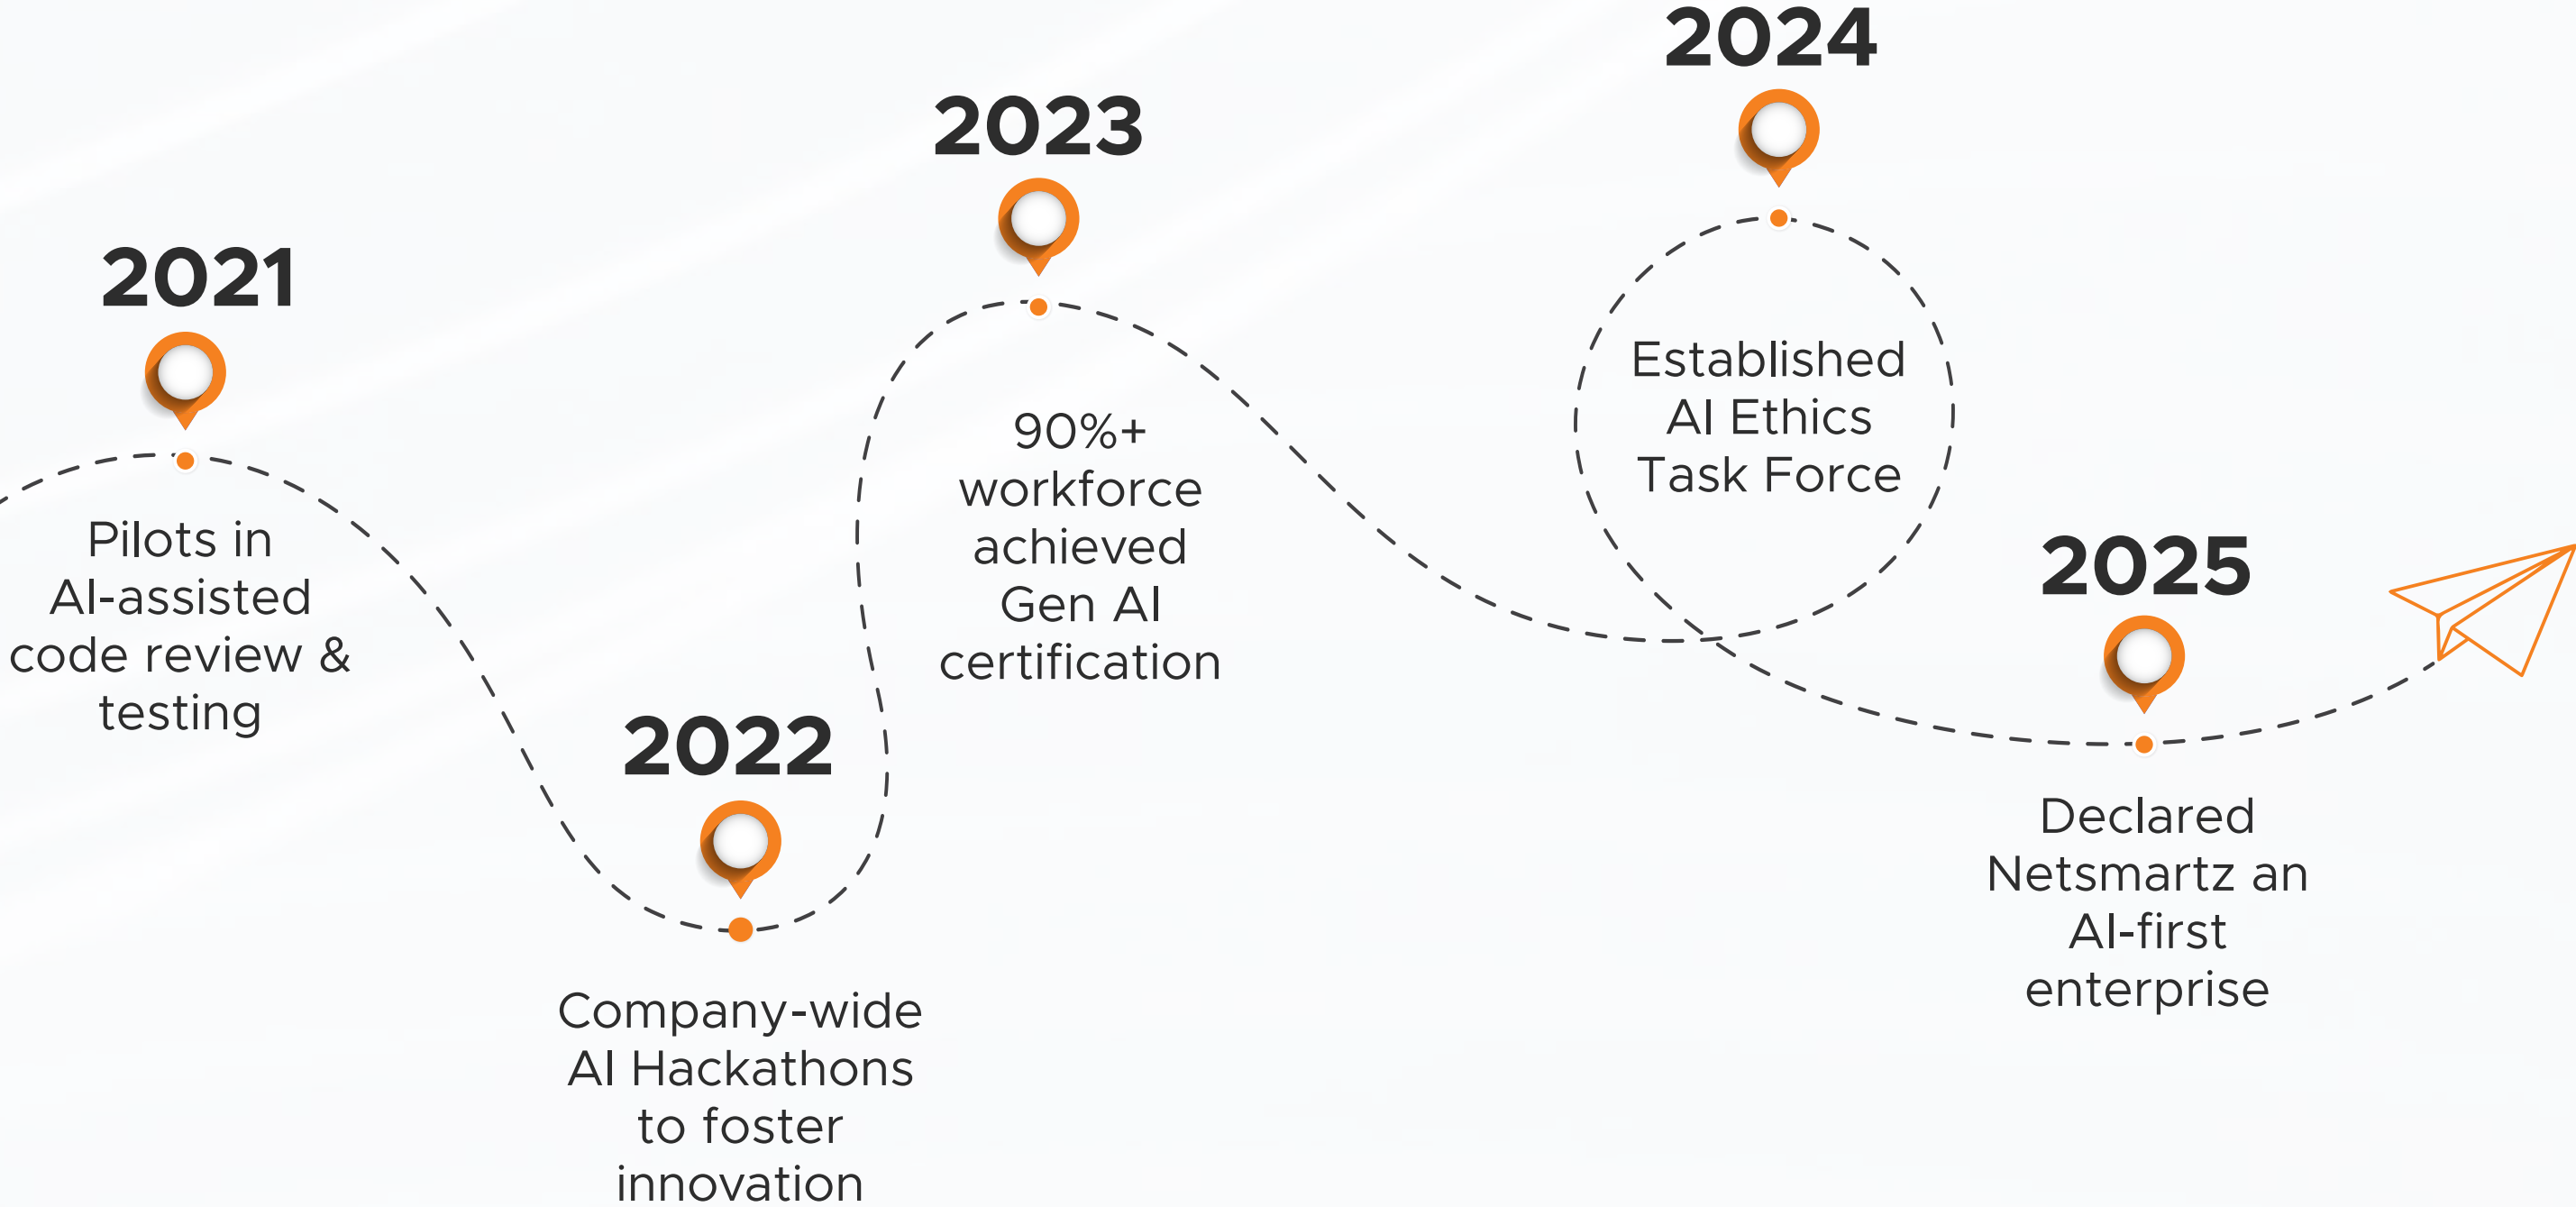 2021
Pilots in
AI-assisted
code review &
testing
2022
Company-wide
AI Hackathons
to foster
innovation
2023
90%+
workforce
achieved
Gen AI
certification
2024
Established
AI Ethics
Task Force
2025
Declared
Netsmartz an
AI-first
enterprise